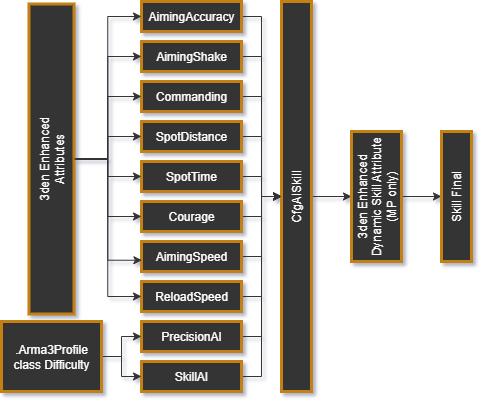 3den Enhanced
Attributes
AimingAccuracy
AimingShake
Commanding
SpotDistance
SpotTime
Courage
AimingSpeed
ReloadSpeed
.Arma3Profile
class Difficulty
PrecisionAI
SkillAI
CfgAISkill
3den Enhanced
Dynamic Skill Attribute
(MP only)
Skill Final